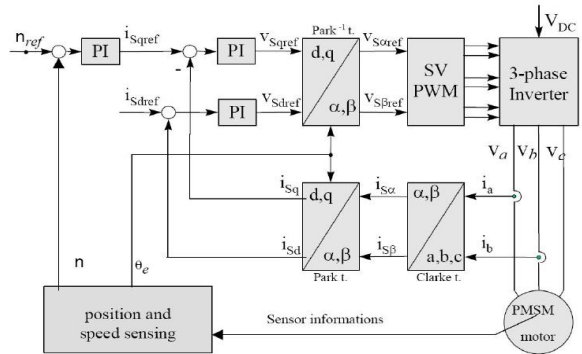 n_ref
PI
i_Sqref
PI
v_Sqref
Park⁻¹ t.
d,q
α,β
v_Sαref
v_Sβref
SV
PWM
V_DC
3-phase
Inverter
-
i_Sdref
PI
v_Sdref
V_a
V_b
V_c
i_Sq
d,q
α,β
i_Sd
Park t.
i_Sα
i_Sβ
α,β
a,b,c
Clarke t.
i_a
i_b
n
θ_e
position and
speed sensing
Sensor informations
PMSM
motor